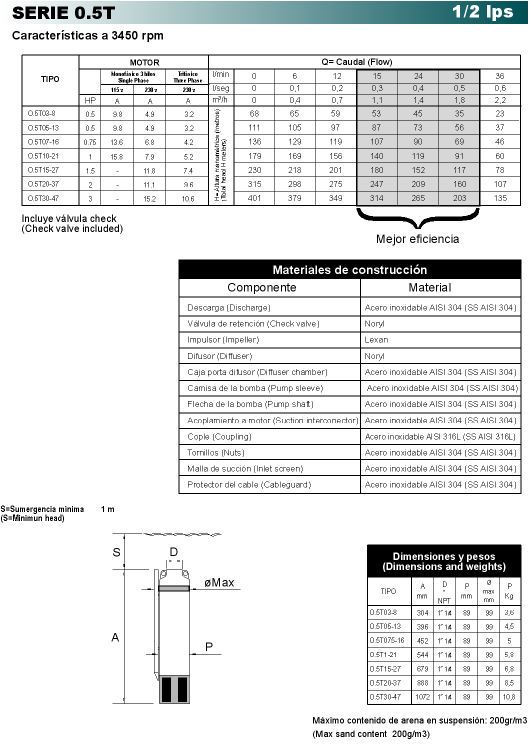 SERIE 0.5T 1/2 lps
Características a 3450 rpm
TIPO MOTOR Q= Caudal (Flow)
Monofásico 3 hilos Single Phase Trifásico Three Phase l/min 0 6 12 15 24 30 36
115 v 230 v 230 v l/seg 0 0,1 0,2 0,3 0,4 0,5 0,6
HP A A A m³/h 0 0,4 0,7 1,1 1,4 1,8 2,2
H= Altura manométrica (metros)
(Total head H meters)
0.5T03-8 0.5 9.8 4.9 3.2 68 65 59 53 45 35 23
0.5T05-13 0.5 9.8 4.9 3.2 111 105 97 87 73 56 37
0.5T07-16 0.75 13.6 6.8 4.2 136 129 119 107 90 69 46
0.5T10-21 1 15.8 7.9 5.2 179 169 156 140 119 91 60
0.5T15-27 1.5 - 11.8 7.4 230 218 201 180 152 117 78
0.5T20-37 2 - 11.1 9.6 315 298 275 247 209 160 107
0.5T30-47 3 - 15.2 10.6 401 379 349 314 265 203 135
Incluye válvula check
(Check valve included)
Mejor eficiencia
Materiales de construcción
Componente Material
Descarga (Discharge) Acero inoxidable AISI 304 (SS AISI 304)
Válvula de retención (Check valve) Noryl
Impulsor (Impeller) Lexan
Difusor (Diffuser) Noryl
Caja porta difusor (Diffuser chamber) Acero inoxidable AISI 304 (SS AISI 304)
Camisa de la bomba (Pump sleeve) Acero inoxidable AISI 304 (SS AISI 304)
Flecha de la bomba (Pump shaft) Acero inoxidable AISI 304 (SS AISI 304)
Acoplamiento a motor (Suction interconector) Acero inoxidable AISI 304 (SS AISI 304)
Cople (Coupling) Acero inoxidable AISI 316L (SS AISI 316L)
Tornillos (Nuts) Acero inoxidable AISI 304 (SS AISI 304)
Malla de succión (Inlet screen) Acero inoxidable AISI 304 (SS AISI 304)
Protector del cable (Cableguard) Acero inoxidable AISI 304 (SS AISI 304)
S=Sumergencia minima 1 m
(S=Minimun head)
S D
øMax
A P
Dimensiones y pesos
(Dimensions and weights)
TIPO A mm D " NPT P mm Ø max mm P Kg
0.5T03-8 304 1" 1/4 89 99 3,6
0.5T05-13 396 1" 1/4 89 99 4,5
0.5T075-16 452 1" 1/4 89 99 5
0.5T1-21 544 1" 1/4 89 99 5,8
0.5T15-27 679 1" 1/4 89 99 6,8
0.5T20-37 888 1" 1/4 89 99 8,5
0.5T30-47 1072 1" 1/4 89 99 10,8
Máximo contenido de arena en suspensión: 200gr/m3
(Max sand content 200g/m3)